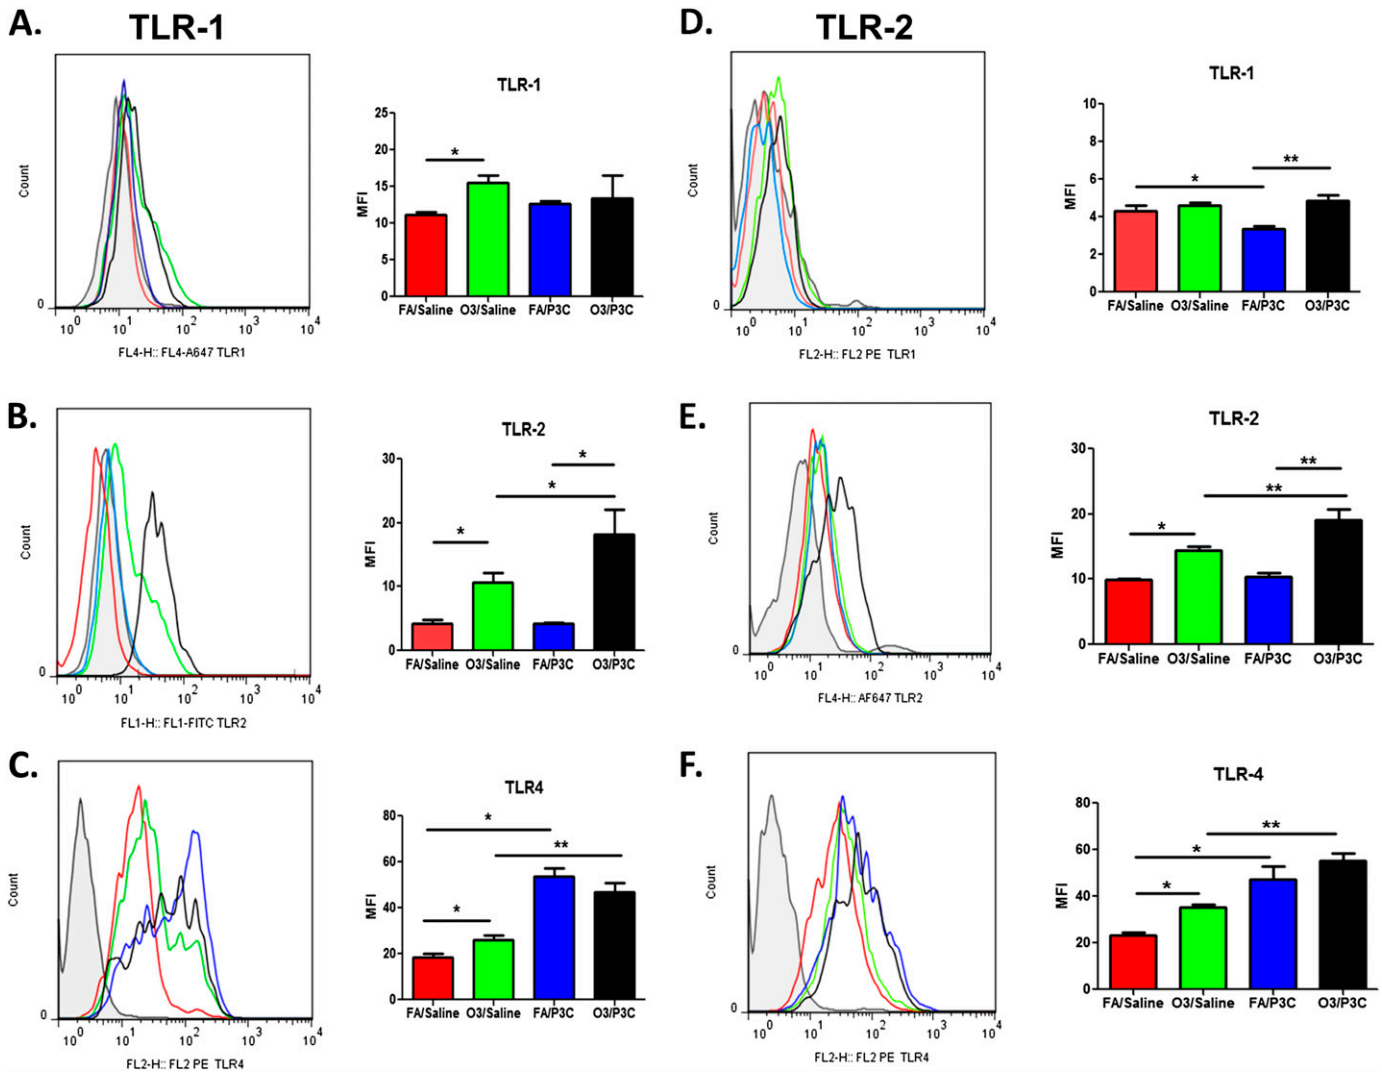 A.
TLR-1
Count
0
10^0 10^1 10^2 10^3 10^4
FL4-H:: FL4-A647 TLR1
TLR-1
MFI
25
20
15
10
5
0
*
FA/Saline O3/Saline FA/P3C O3/P3C
D.
TLR-2
Count
0
10^0 10^1 10^2 10^3 10^4
FL2-H:: FL2 PE TLR1
TLR-1
MFI
10
8
6
4
2
0
*
**
FA/Saline O3/Saline FA/P3C O3/P3C
B.
Count
0
10^0 10^1 10^2 10^3 10^4
FL1-H:: FL1-FITC TLR2
TLR-2
MFI
30
20
10
0
*
*
*
FA/Saline O3/Saline FA/P3C O3/P3C
E.
Count
0
10^0 10^1 10^2 10^3 10^4
FL4-H:: AF647 TLR2
TLR-2
MFI
30
20
10
0
**
**
*
FA/Saline O3/Saline FA/P3C O3/P3C
C.
Count
0
10^0 10^1 10^2 10^3 10^4
FL2-H:: FL2 PE TLR4
TLR4
MFI
80
60
40
20
0
*
**
*
FA/Saline O3/Saline FA/P3C O3/P3C
F.
Count
0
10^0 10^1 10^2 10^3 10^4
FL2-H:: FL2 PE TLR4
TLR-4
MFI
80
60
40
20
0
**
*
*
FA/Saline O3/Saline FA/P3C O3/P3C